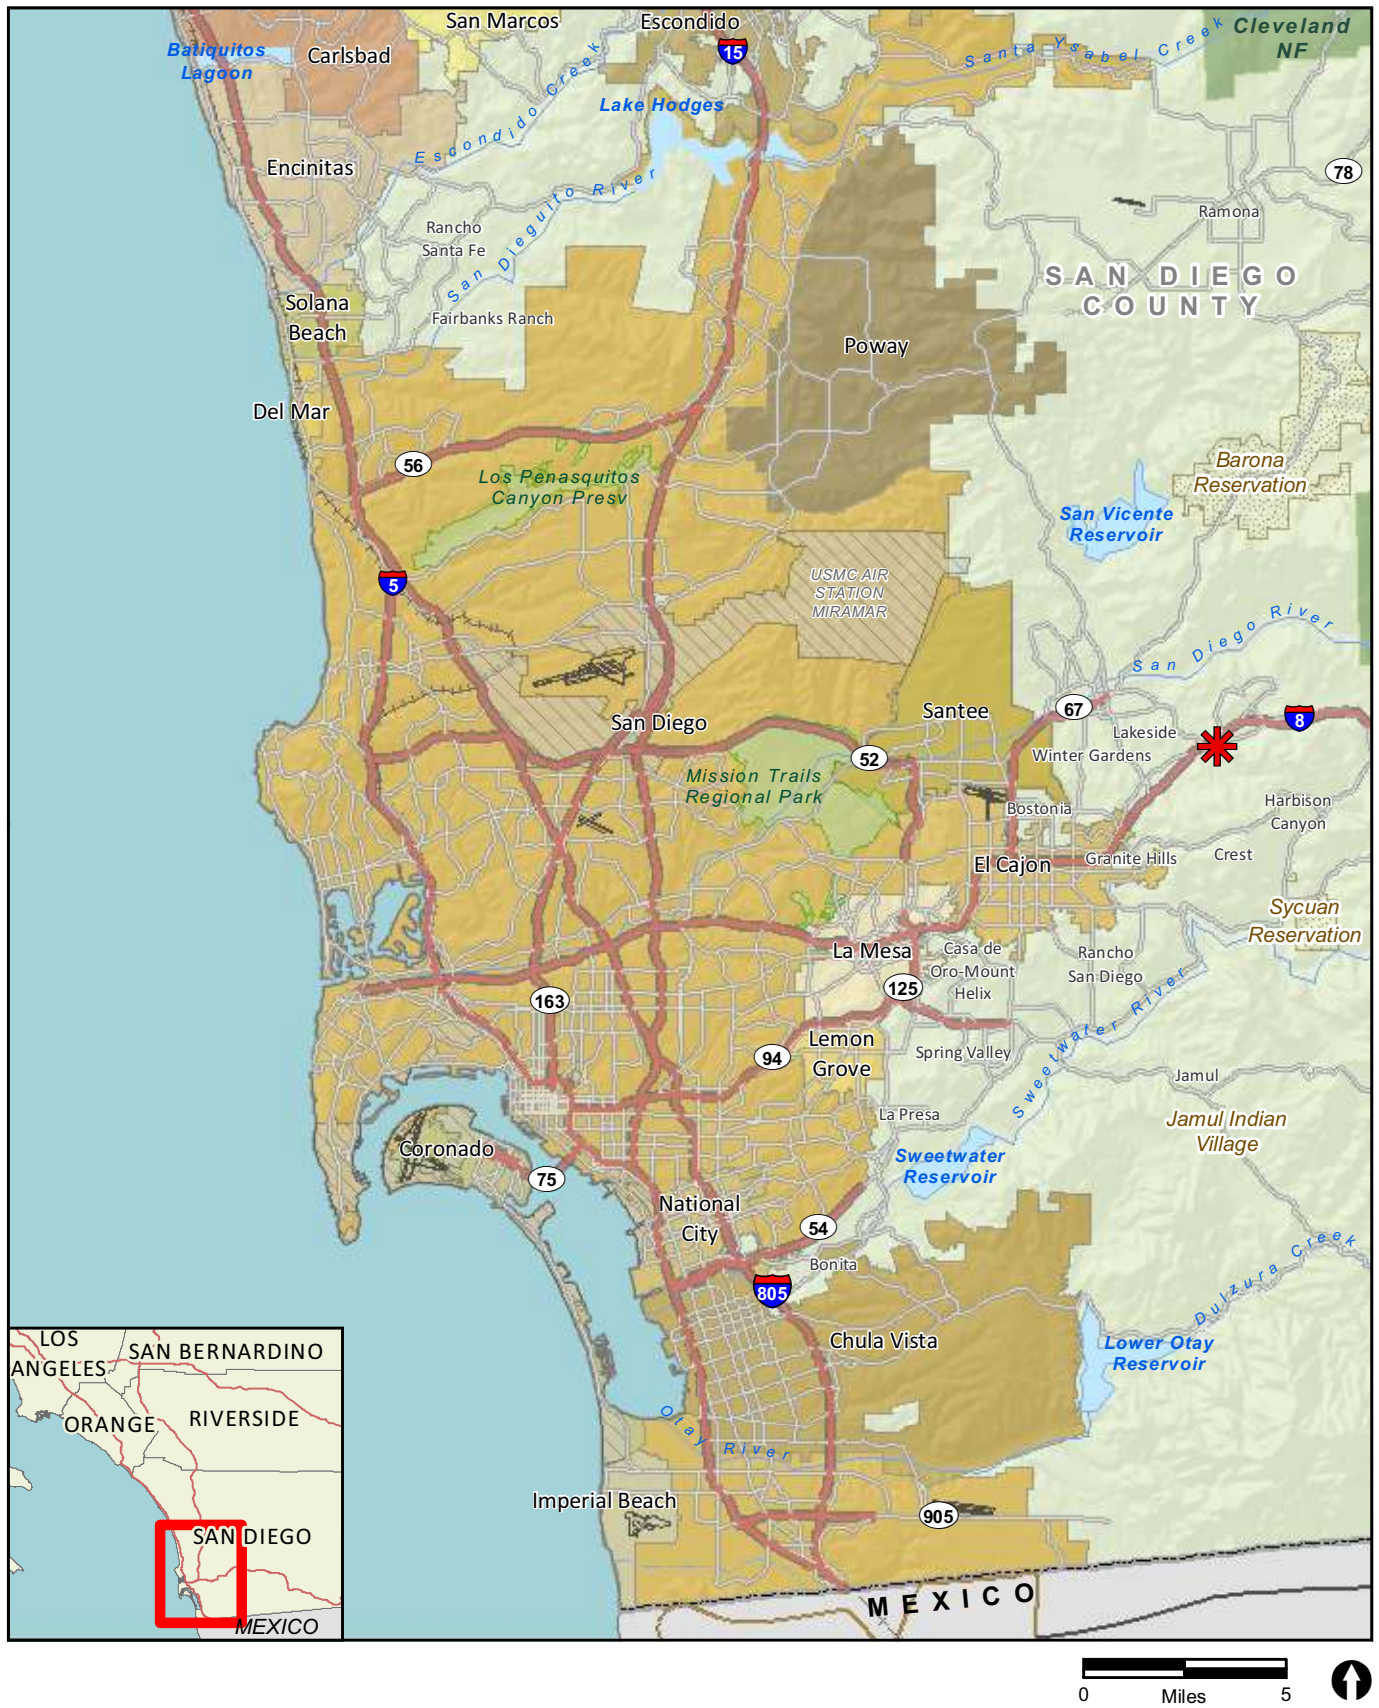 San Marcos
Escondido
Cleveland
NF
Batiquitos
Lagoon
Carlsbad
15
Santa Ysabel Creek
Escondido Creek
Lake Hodges
Encinitas
78
San Dieguito River
Ramona
Rancho
Santa Fe
SAN DIEGO
COUNTY
Solana
Beach
Fairbanks Ranch
Poway
Del Mar
56
Los Penasquitos
Canyon Presv
Barona
Reservation
San Vicente
Reservoir
5
USMC AIR
STATION
MIRAMAR
San Diego River
San Diego
Santee
67
8
Lakeside
Winter Gardens
52
Mission Trails
Regional Park
Bostonia
Harbison
Canyon
El Cajon
Granite Hills
Crest
Sycuan
Reservation
La Mesa
Casa de
Oro-Mount
Helix
Rancho
San Diego
125
163
Sweetwater River
Lemon
Grove
94
Spring Valley
Jamul
La Presa
Jamul Indian
Village
Coronado
75
Sweetwater
Reservoir
National
City
54
Bonita
805
Dulzura Creek
Chula Vista
Lower Otay
Reservoir
Otay River
Imperial Beach
905
MEXICO
LOS
ANGELES
SAN BERNARDINO
ORANGE
RIVERSIDE
SAN DIEGO
MEXICO
0 Miles 5